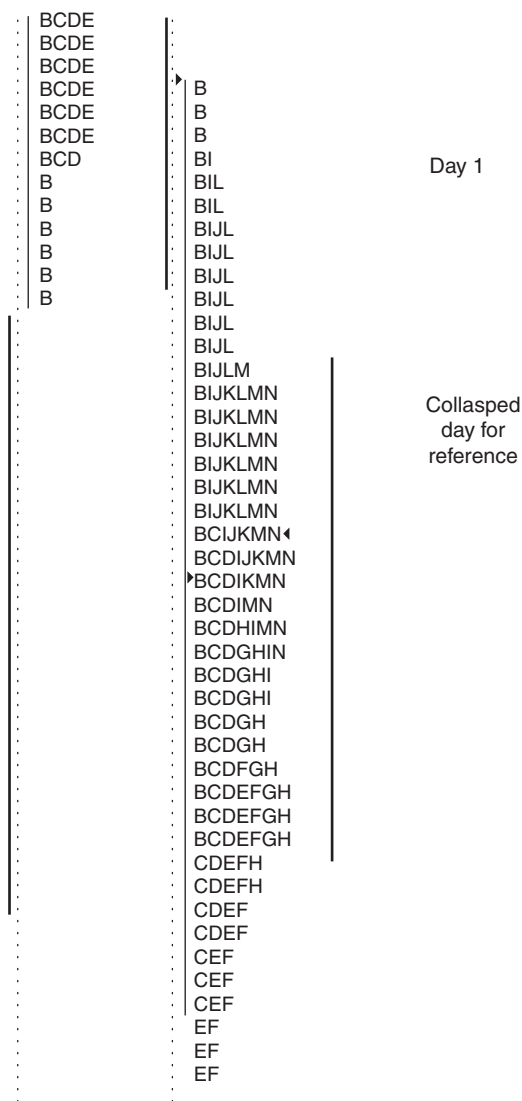 BCDE
BCDE
BCDE
BCDE
BCDE
BCDE
BCD
B
B
B
B
B
B
B
B
B
BI
BIL
BIL
BIJL
BIJL
BIJL
BIJL
BIJL
BIJL
BIJLM
BIJKLMN
BIJKLMN
BIJKLMN
BIJKLMN
BIJKLMN
BIJKLMN
BCIJKMN
BCDIJKMN
BCDIKMN
BCDIMN
BCDHIMN
BCDGHIN
BCDGHI
BCDGHI
BCDGH
BCDGH
BCDFGH
BCDEFGH
BCDEFGH
BCDEFGH
CDEFH
CDEFH
CDEF
CDEF
CEF
CEF
CEF
EF
EF
EF
Day 1
Collasped
day for
reference